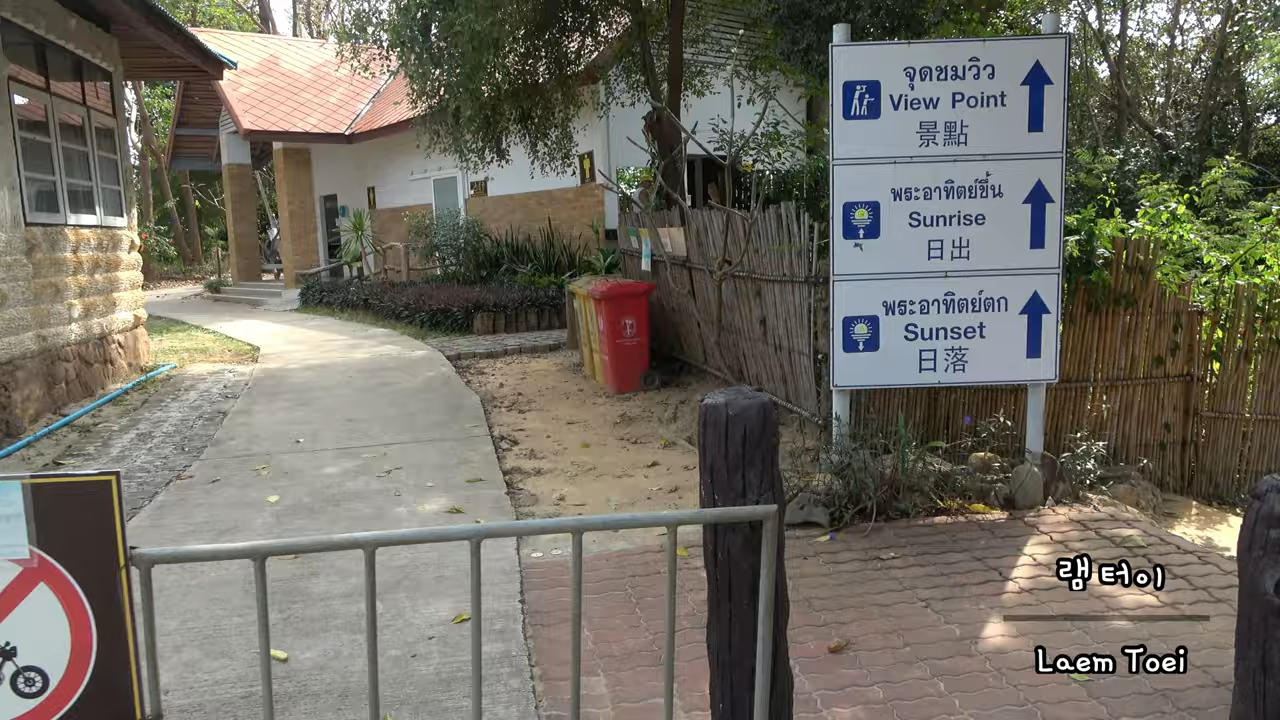 จุดชมวิว
View Point
景點
พระอาทิตย์ขึ้น
Sunrise
日出
พระอาทิตย์ตก
Sunset
日落
램 터이
Laem Toei